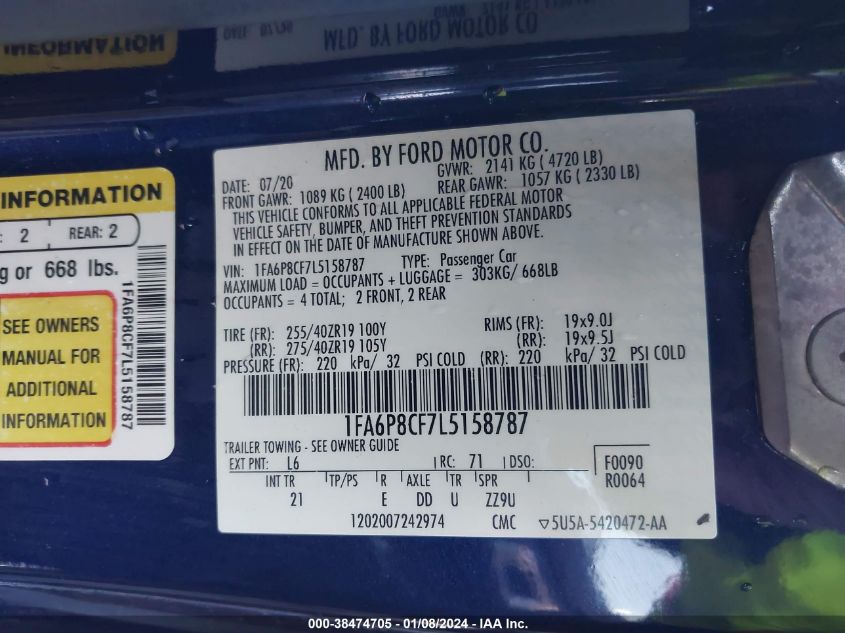 INFORMATION
DATE 07/20
MFD. BY FORD MOTOR CO.
INFORMATION
: 2 REAR: 2
g or 668 lbs.
SEE OWNERS
MANUAL FOR
ADDITIONAL
INFORMATION
1FA6P8CF7L5158787
MFD. BY FORD MOTOR CO.
DATE: 07/20 GVWR: 2141 KG ( 4720 LB)
FRONT GAWR: 1089 KG ( 2400 LB) REAR GAWR: 1057 KG ( 2330 LB)
THIS VEHICLE CONFORMS TO ALL APPLICABLE FEDERAL MOTOR
VEHICLE SAFETY, BUMPER, AND THEFT PREVENTION STANDARDS
IN EFFECT ON THE DATE OF MANUFACTURE SHOWN ABOVE.
VIN: 1FA6P8CF7L5158787 TYPE: Passenger Car
MAXIMUM LOAD = OCCUPANTS + LUGGAGE = 303KG/ 668LB
OCCUPANTS = 4 TOTAL; 2 FRONT, 2 REAR
TIRE (FR): 255/40ZR19 100Y RIMS (FR): 19x9.0J
(RR): 275/40ZR19 105Y (RR): 19x9.5J
PRESSURE (FR): 220 kPa/ 32 PSI COLD (RR): 220 kPa/ 32 PSI COLD
1FA6P8CF7L5158787
TRAILER TOWING - SEE OWNER GUIDE
EXT PNT: L6 RC: 71 DSO: F0090
INT TR TP/PS R AXLE TR SPR R0064
21 E DD U ZZ9U
1202007242974 CMC ▽5U5A-5420472-AA
000-38474705 - 01/08/2024 - IAA Inc.